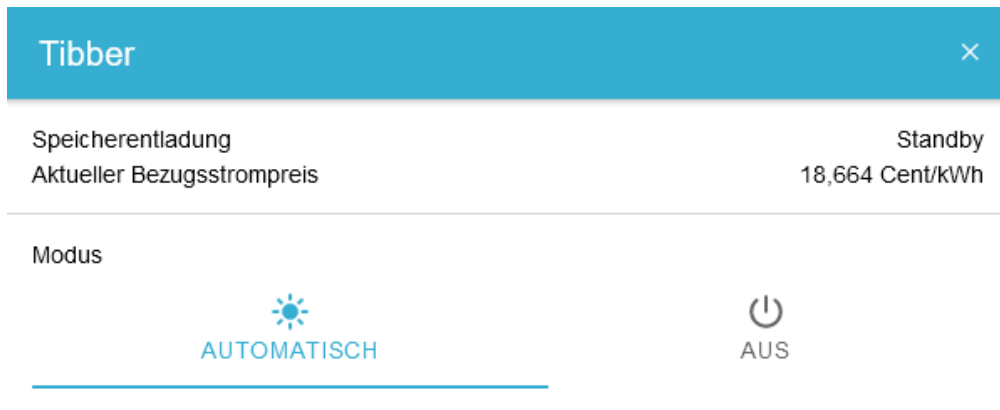 Tibber
Speicherentladung Standby
Aktueller Bezugsstrompreis 18,664 Cent/kWh
Modus
AUTOMATISCH AUS